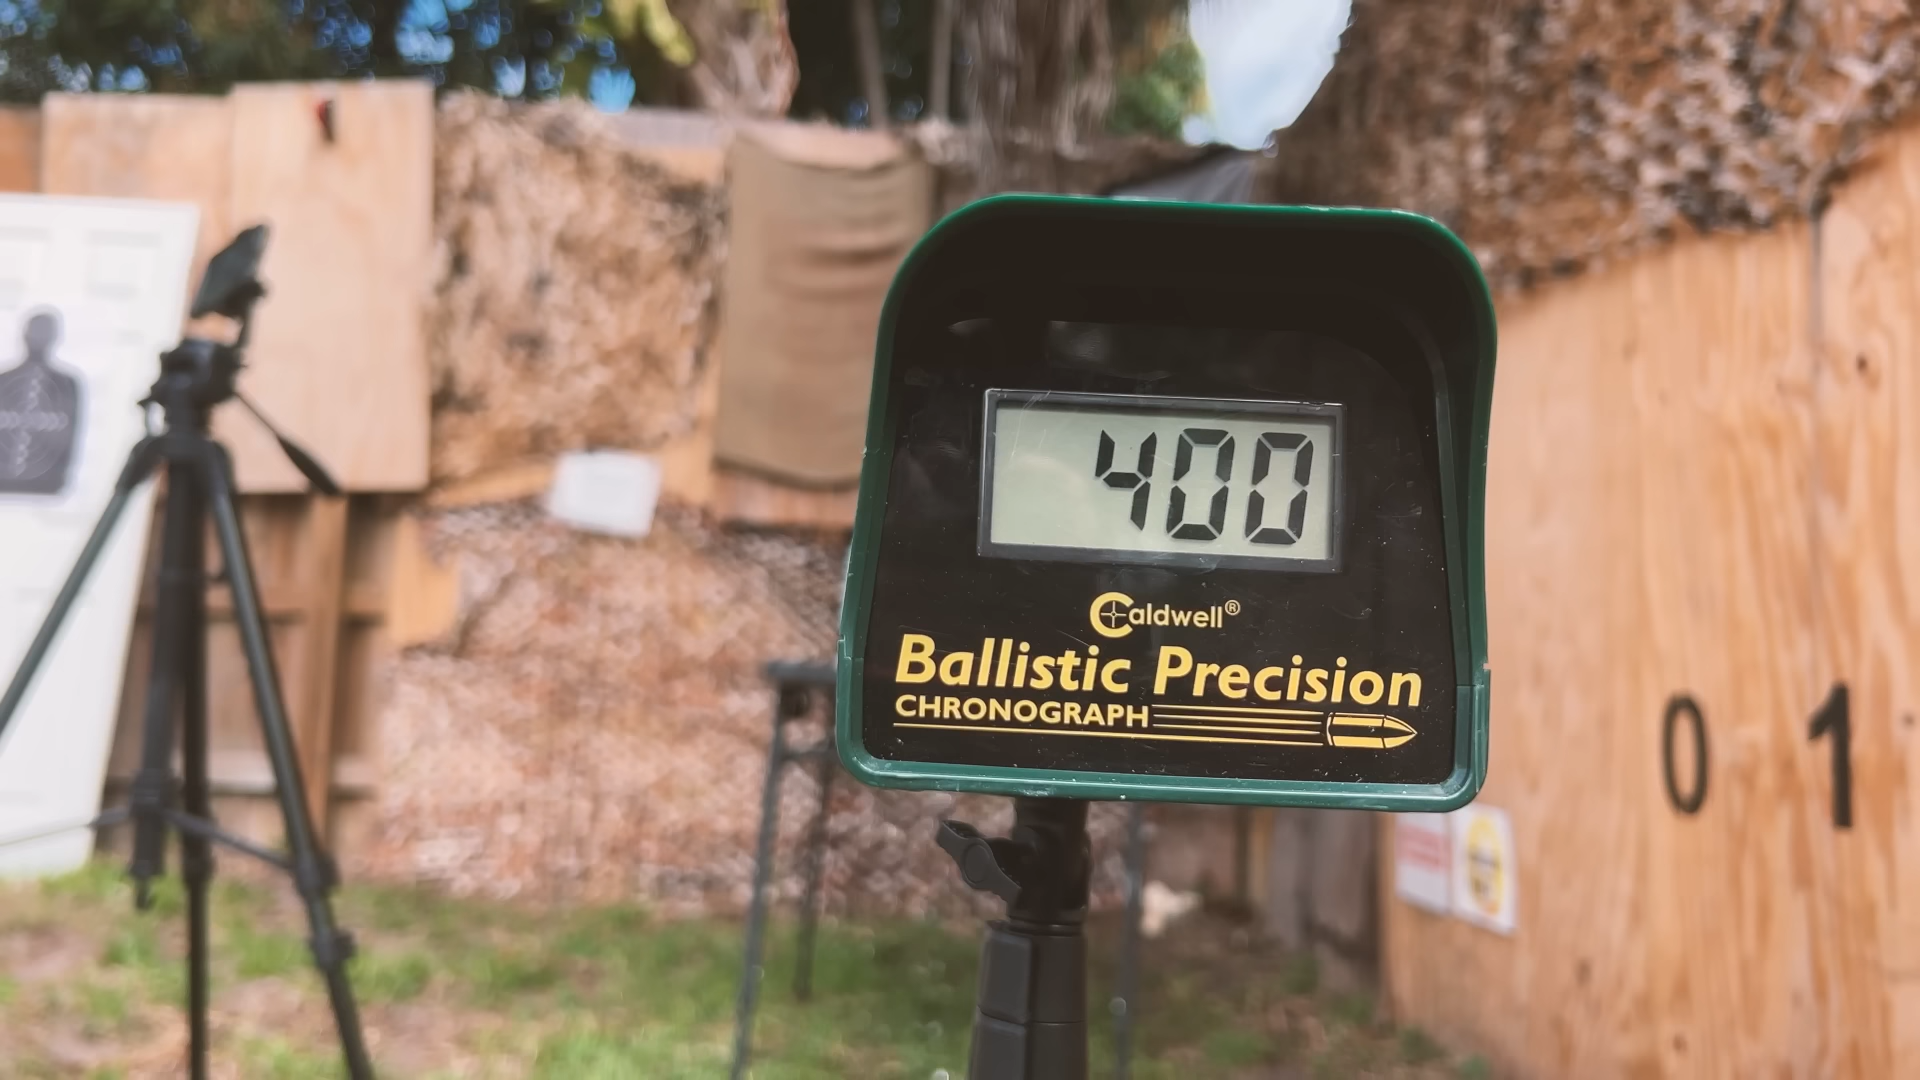 400
Caldwell®
Ballistic Precision
CHRONOGRAPH
0 1